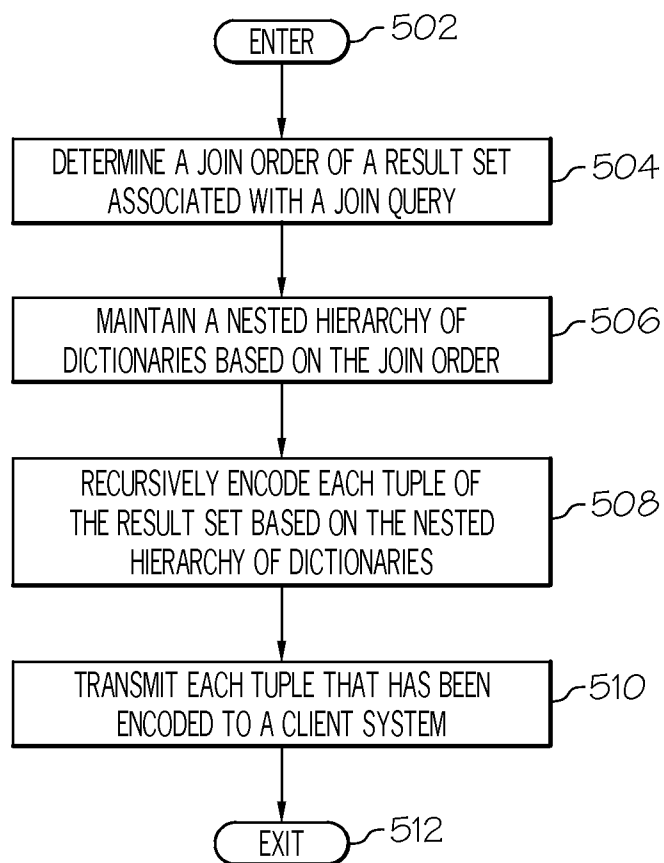 ENTER
502
DETERMINE A JOIN ORDER OF A RESULT SET
ASSOCIATED WITH A JOIN QUERY
504
MAINTAIN A NESTED HIERARCHY OF
DICTIONARIES BASED ON THE JOIN ORDER
506
RECURSIVELY ENCODE EACH TUPLE OF
THE RESULT SET BASED ON THE NESTED
HIERARCHY OF DICTIONARIES
508
TRANSMIT EACH TUPLE THAT HAS BEEN
ENCODED TO A CLIENT SYSTEM
510
EXIT
512